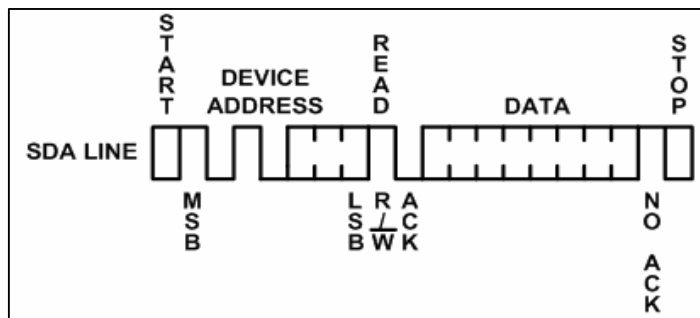 START
DEVICE
ADDRESS
READ
DATA
STOP
SDA LINE
MSB
LSB
R/W
ACK
NO ACK